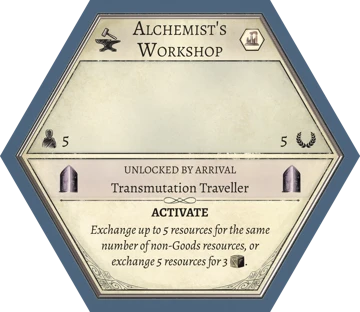 Alchemist's
Workshop
5
5
UNLOCKED BY ARRIVAL
Transmutation Traveller
ACTIVATE
Exchange up to 5 resources for the same
number of non-Goods resources, or
exchange 5 resources for 3 .